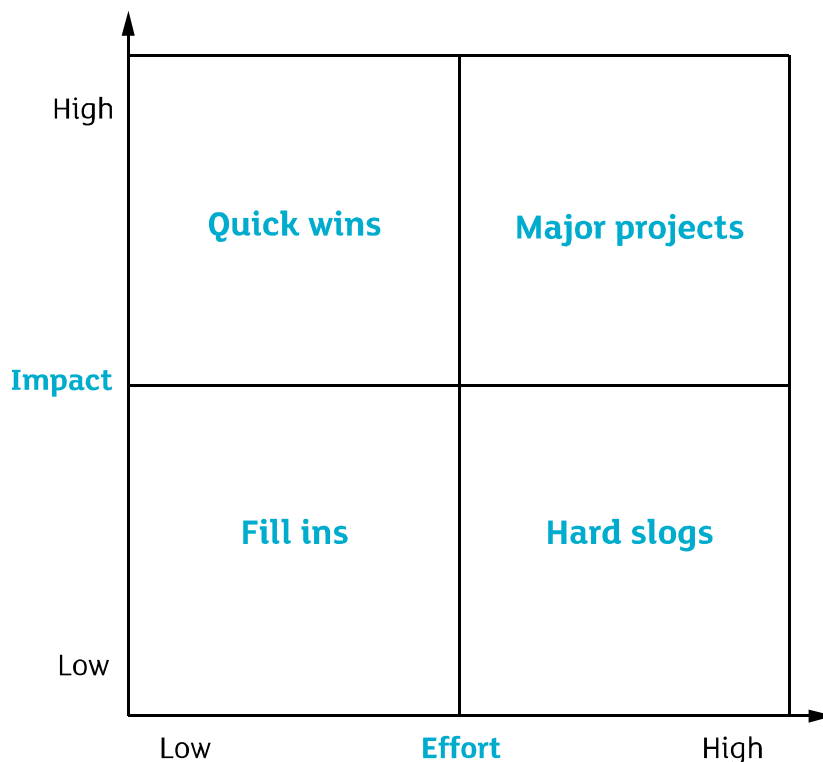 High
Quick wins
Major projects
Impact
Fill ins
Hard slogs
Low
Low
Effort
High